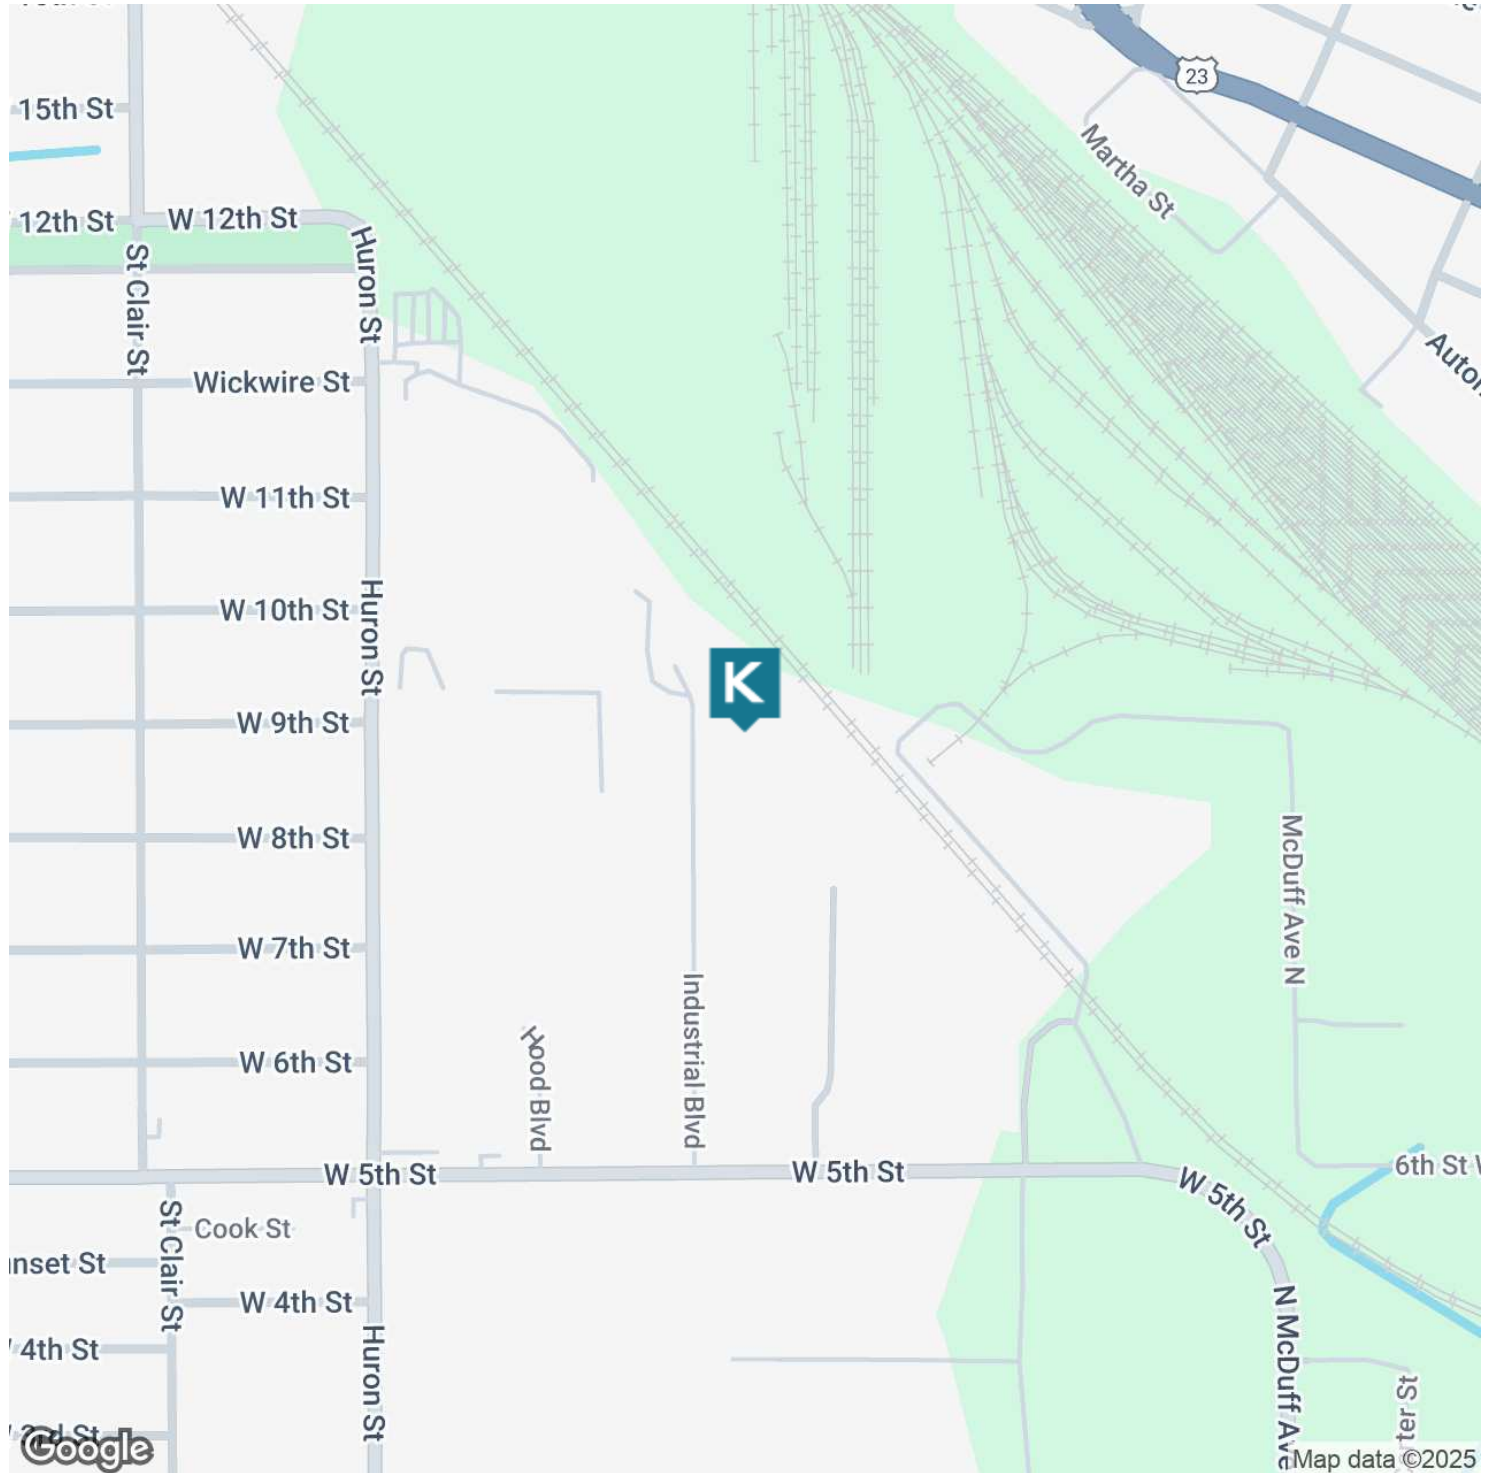 23
15th St
Martha St
12th St
W 12th St
St Clair St
Huron St
Wickwire St
W 11th St
W 10th St
Huron St
K
W 9th St
W 8th St
McDuff Ave N
W 7th St
Industrial Blvd
W 6th St
Hood Blvd
W 5th St
W 5th St
W 5th St
6th St
St Clair St
Cook St
W 4th St
4th St
Huron St
N McDuff Ave
St
3rd St
Google
Map data ©2025